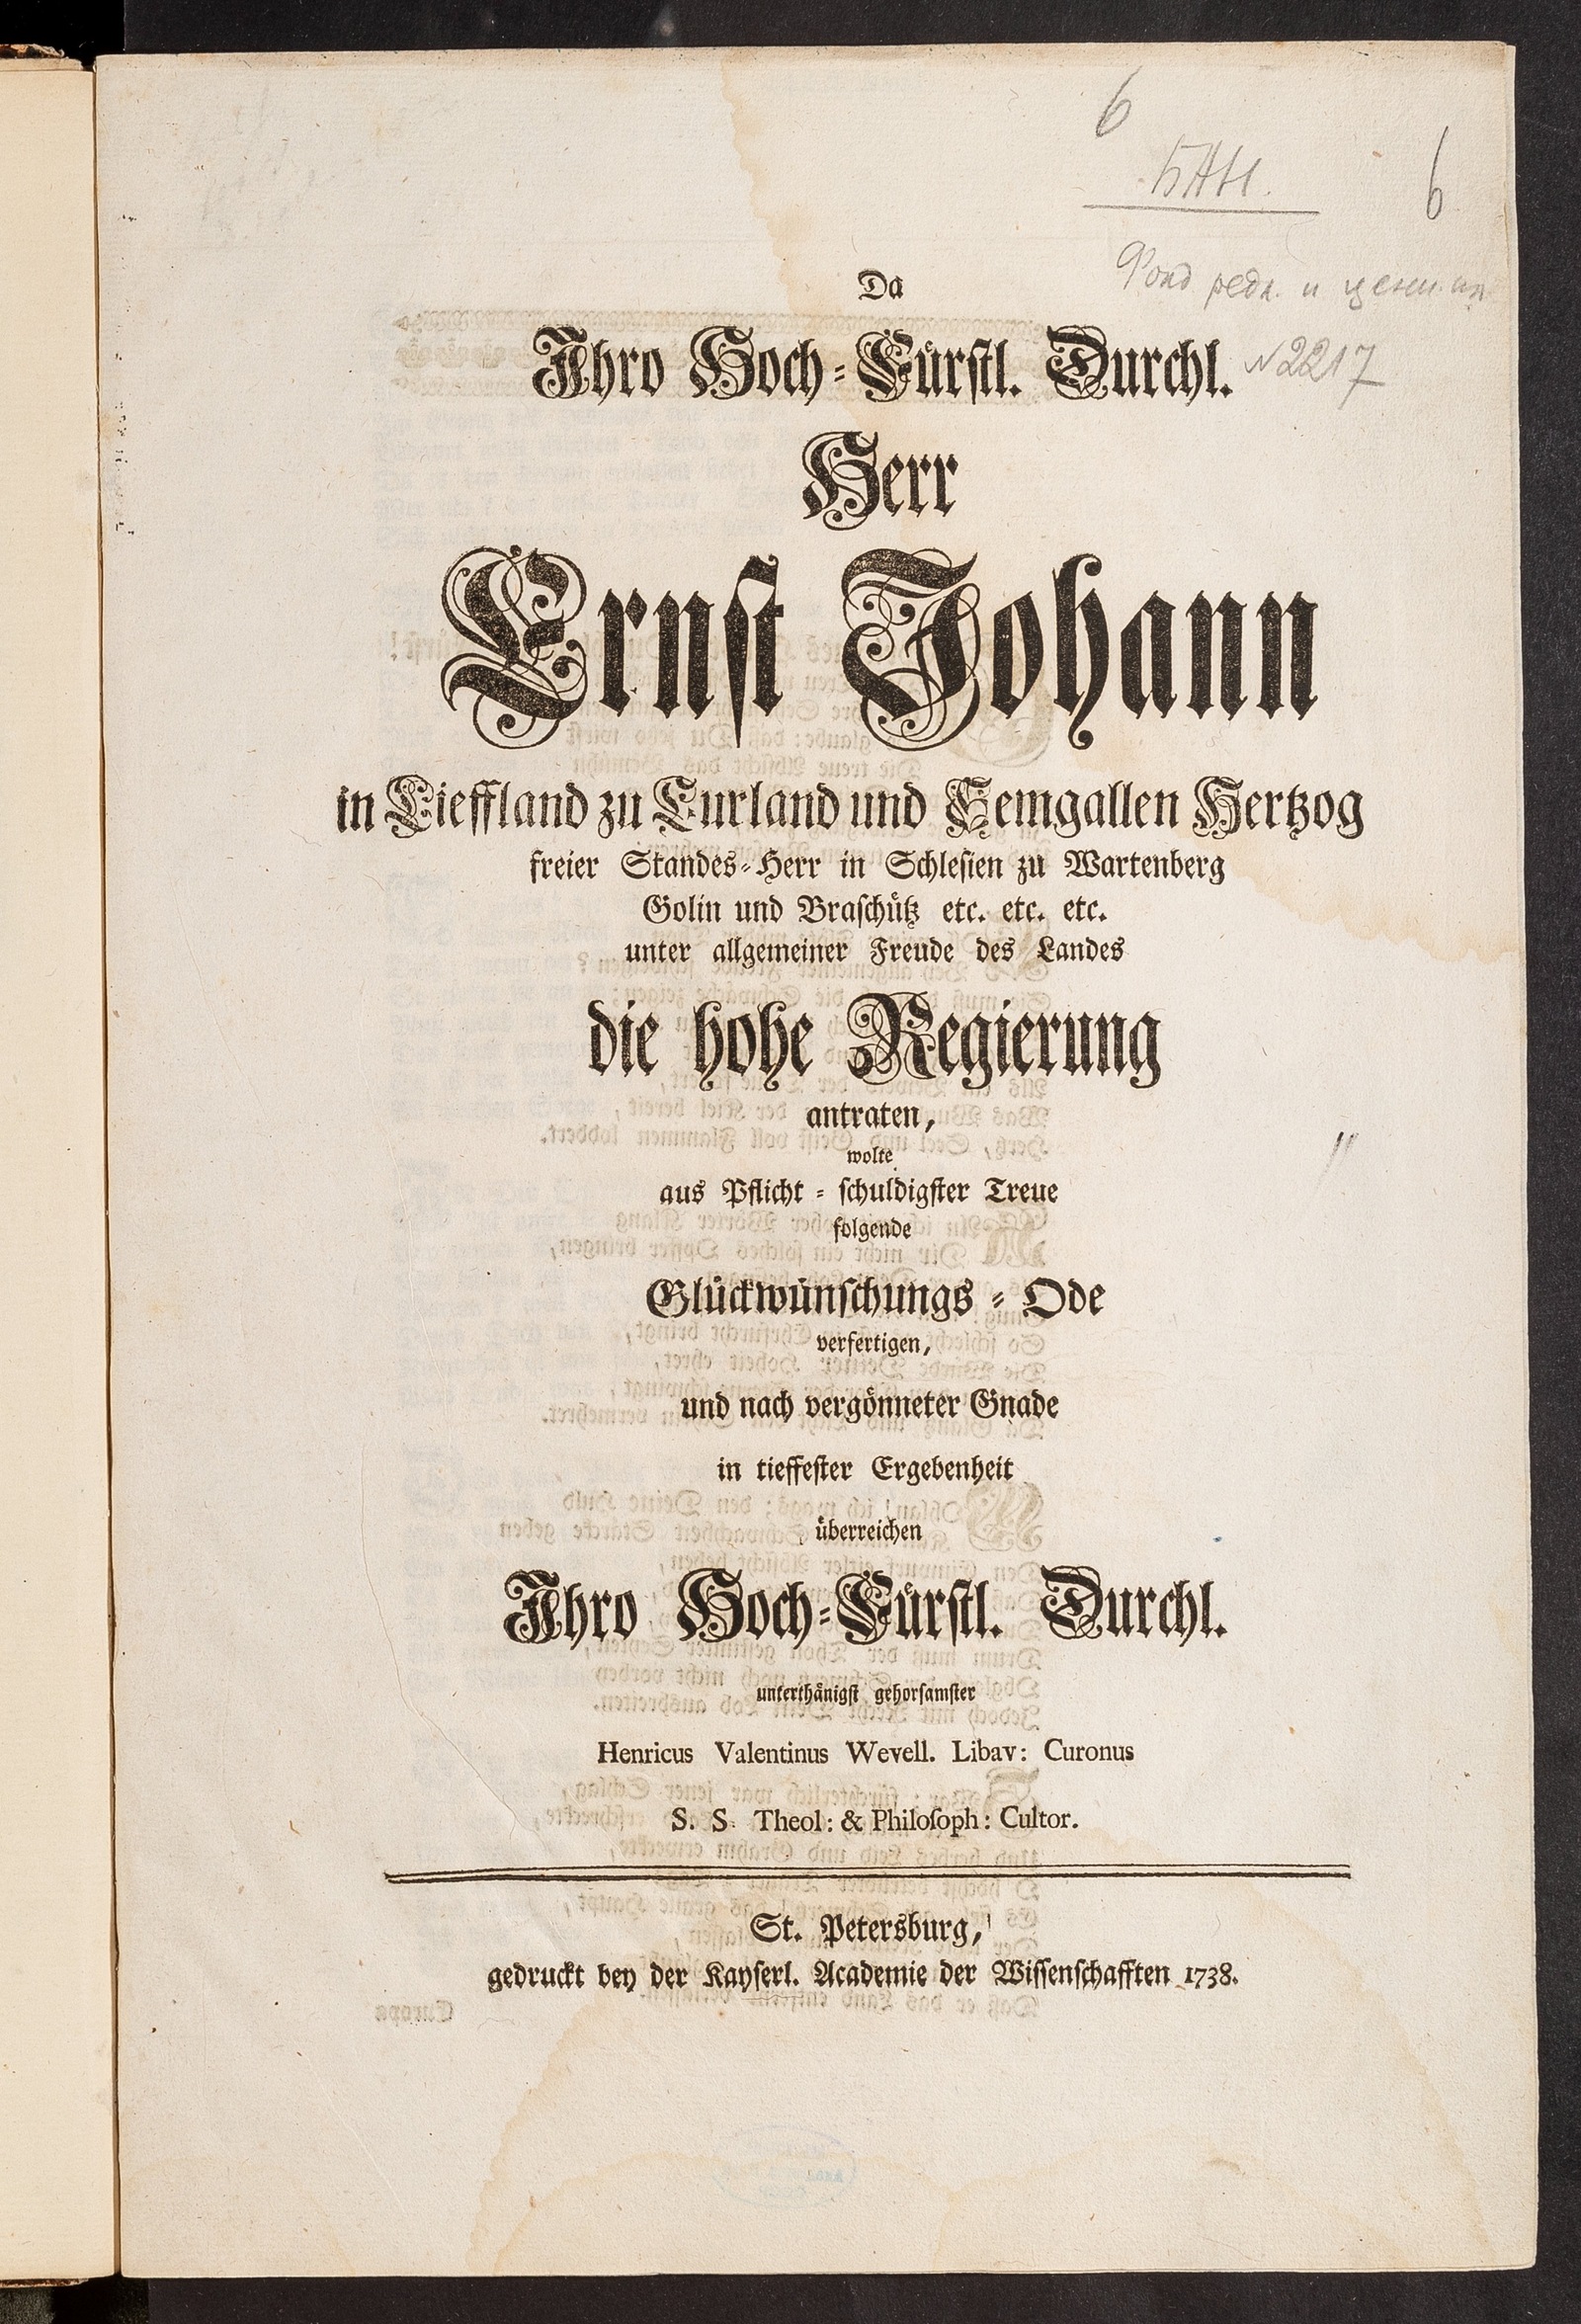 6
БАН.
6
Фонд редк. и ценн.
Da
Ihro Hoch-Fürstl. Durchl.
N2217
Herr
Ernst Johann
in Lieffland zu Curland und Semgallen Hertzog
freier Standes-Herr in Schlesien zu Wartenberg
Golin und Braschütz etc. etc. etc.
unter allgemeiner Freude des Landes
die hohe Regierung
antraten,
wolte
aus Pflicht-schuldigster Treue
folgende
Glückwünschungs-Ode
verfertigen,
und nach vergönneter Gnade
in tieffester Ergebenheit
überreichen
Ihro Hoch-Fürstl. Durchl.
unterthänigst gehorsamster
Henricus Valentinus Wevell. Libav: Curonus
S. S. Theol: & Philosoph: Cultor.
St. Petersburg,
gedruckt bey der Kayserl. Academie der Wissenschafften 1738.